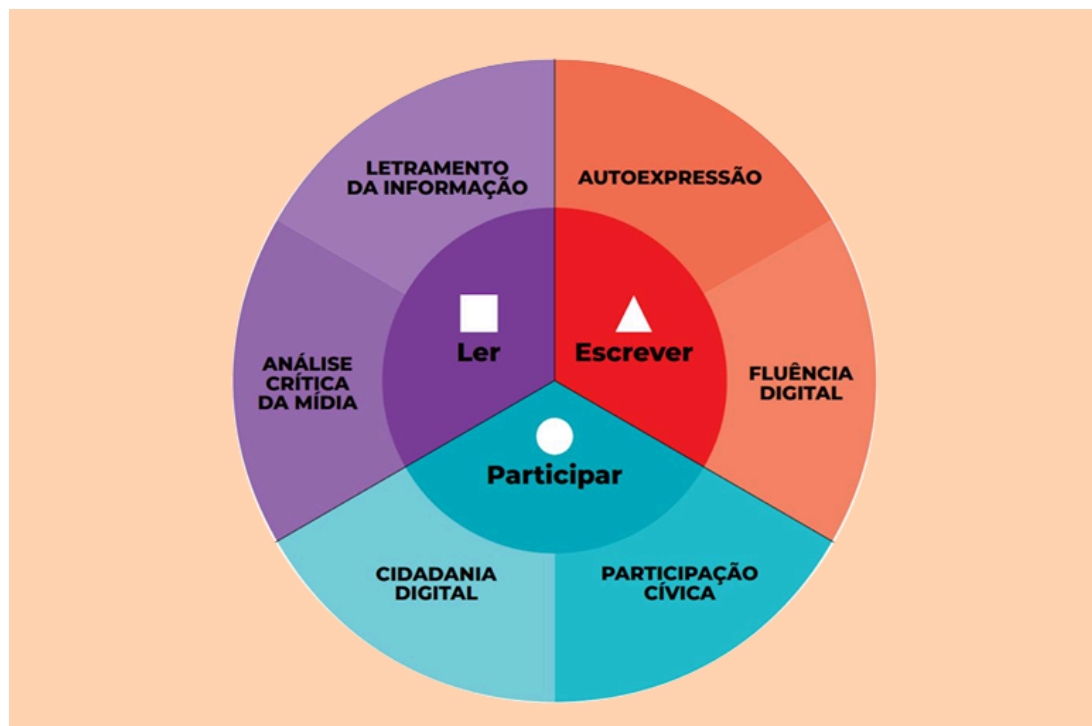 LETRAMENTO
DA INFORMAÇÃO
AUTOEXPRESSÃO
Ler
Escrever
ANÁLISE
CRÍTICA
DA MÍDIA
FLUÊNCIA
DIGITAL
Participar
CIDADANIA
DIGITAL
PARTICIPAÇÃO
CÍVICA